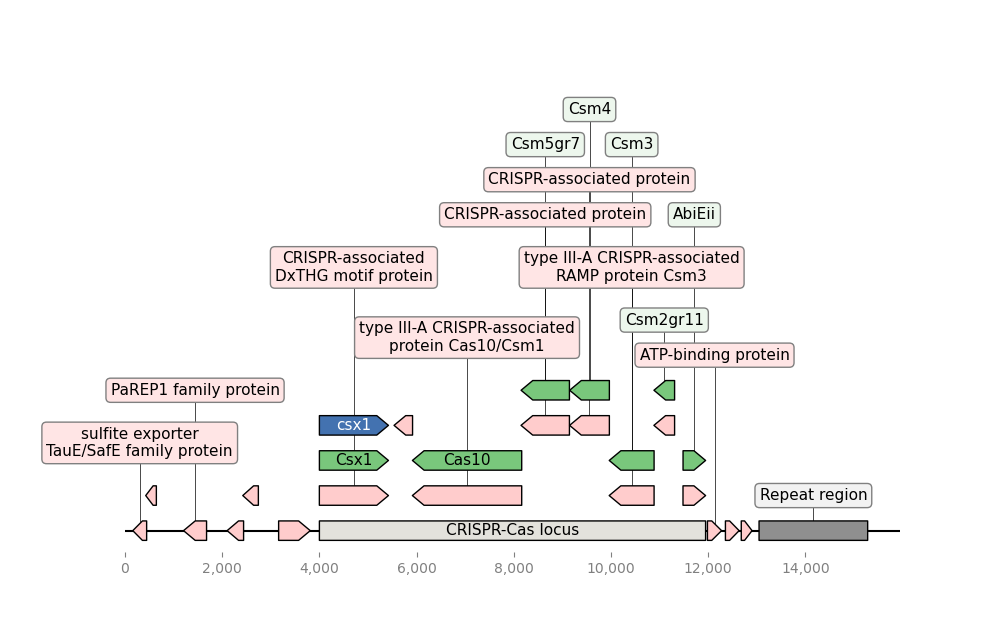 Csm4
Csm5gr7
Csm3
CRISPR-associated protein
CRISPR-associated protein
AbiEii
CRISPR-associated
DxTHG motif protein
type III-A CRISPR-associated
RAMP protein Csm3
Csm2gr11
type III-A CRISPR-associated
protein Cas10/Csm1
ATP-binding protein
PaREP1 family protein
csx1
sulfite exporter
TauE/SafE family protein
Csx1
Cas10
Repeat region
CRISPR-Cas locus
0
2,000
4,000
6,000
8,000
10,000
12,000
14,000